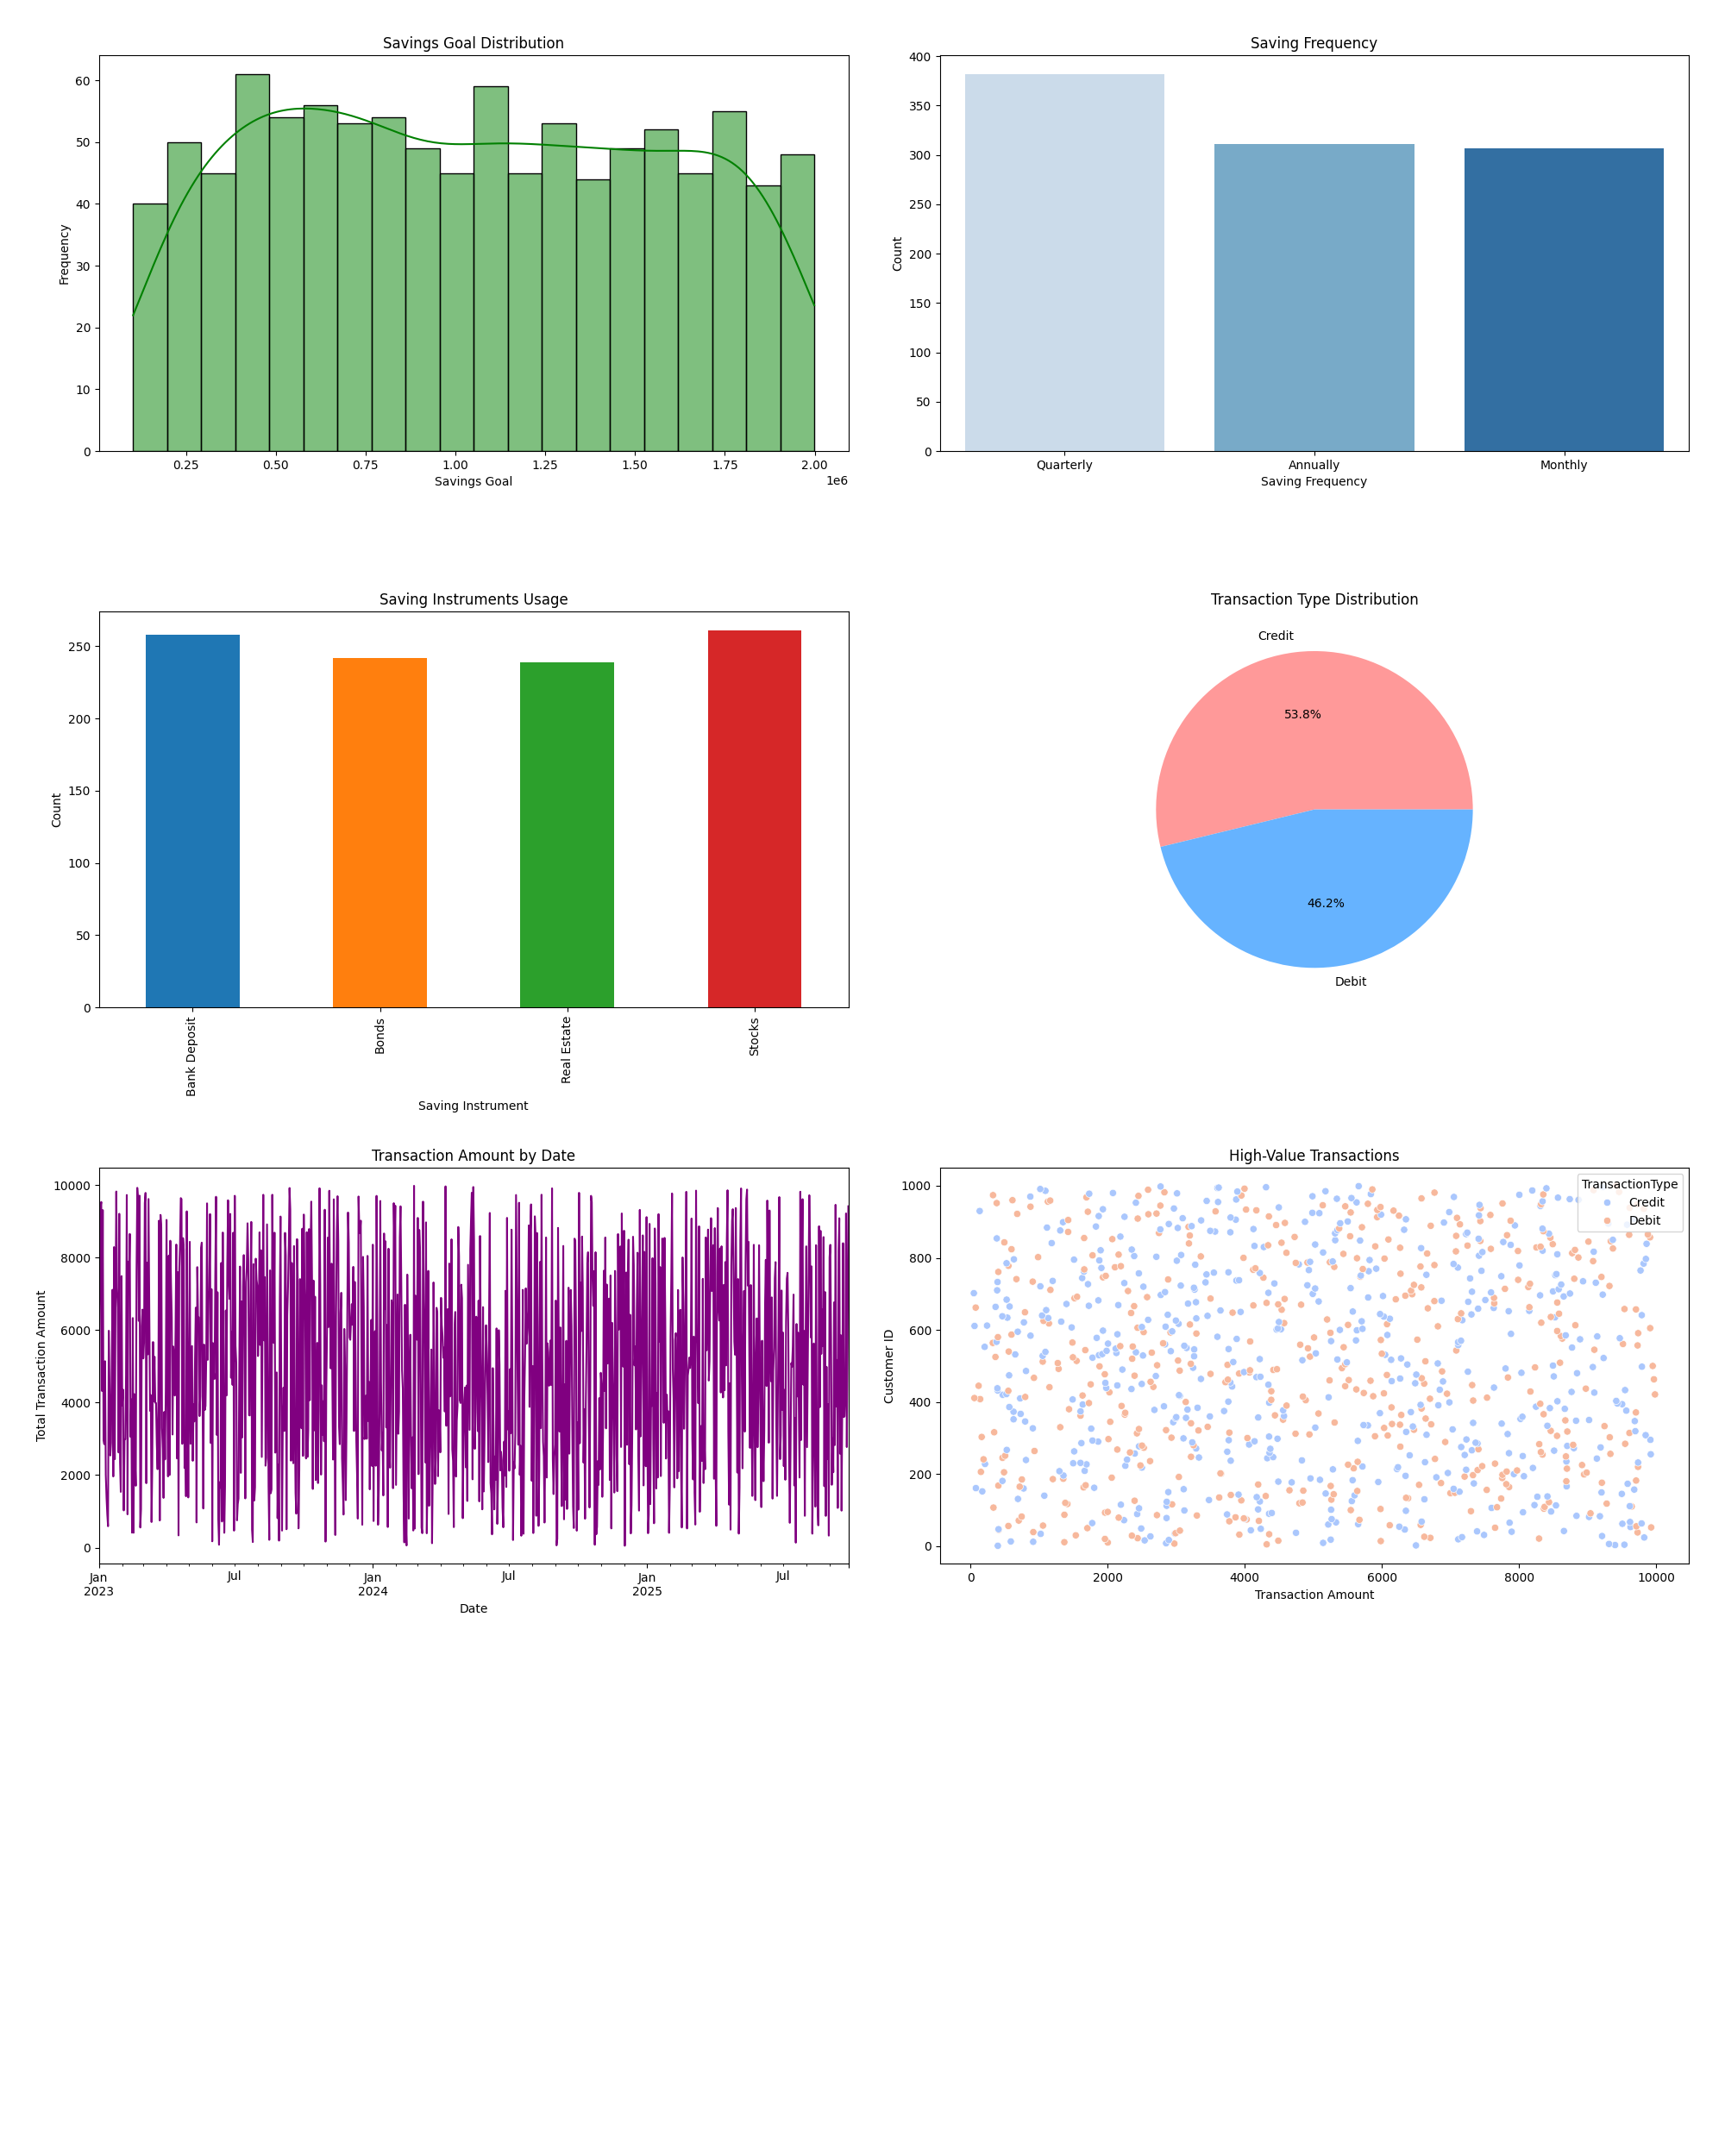 Savings Goal Distribution
Frequency
60
50
40
30
20
10
0
0.25 0.50 0.75 1.00 1.25 1.50 1.75 2.00
1e6
Savings Goal
Saving Frequency
Count
400
350
300
250
200
150
100
50
0
Quarterly Annually Monthly
Saving Frequency
Saving Instruments Usage
Count
250
200
150
100
50
0
Bank Deposit
Bonds
Real Estate
Stocks
Saving Instrument
Transaction Type Distribution
Credit
53.8%
46.2%
Debit
Transaction Amount by Date
Total Transaction Amount
10000
8000
6000
4000
2000
0
Jan Jul Jan Jul Jan Jul
2023 2024 2025
Date
High-Value Transactions
TransactionType
Credit
Debit
Customer ID
1000
800
600
400
200
0
0 2000 4000 6000 8000 10000
Transaction Amount